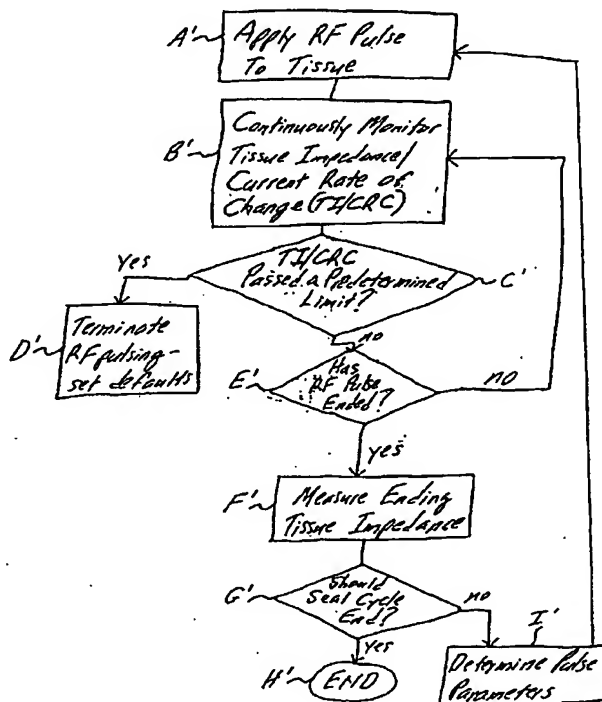 A'
Apply RF Pulse
To Tissue
B'
Continuously Monitor
Tissue Impedance/
Current Rate of
Change (TI/CRC)
TI/CRC
Passed a Predetermined
Limit?
C'
yes
no
D'
Terminate
RF pulsing -
set defaults
E'
Has
RF Pulse
Ended?
no
yes
F'
Measure Ending
Tissue Impedance
G'
Should
Seal Cycle
End?
no
I'
yes
H'
END
Determine Pulse
Parameters